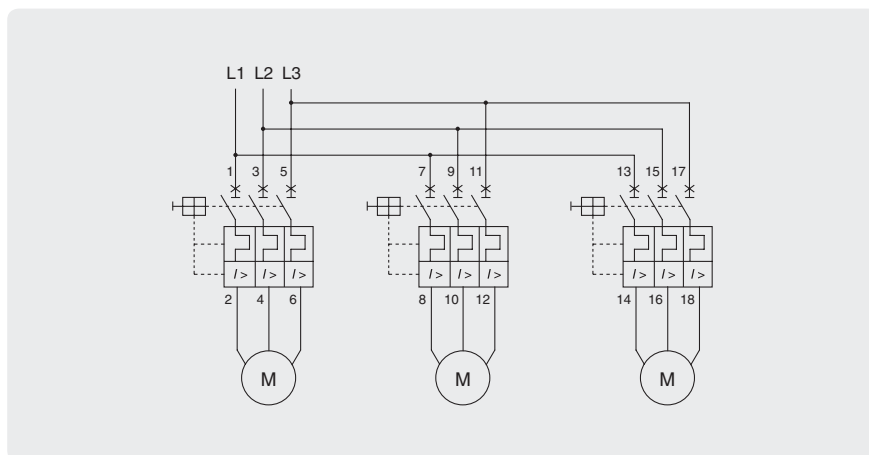 L1 L2 L3
1 3 5 7 9 11 13 15 17
I > I > I > I > I > I > I > I > I >
2 4 6 8 10 12 14 16 18
M M M